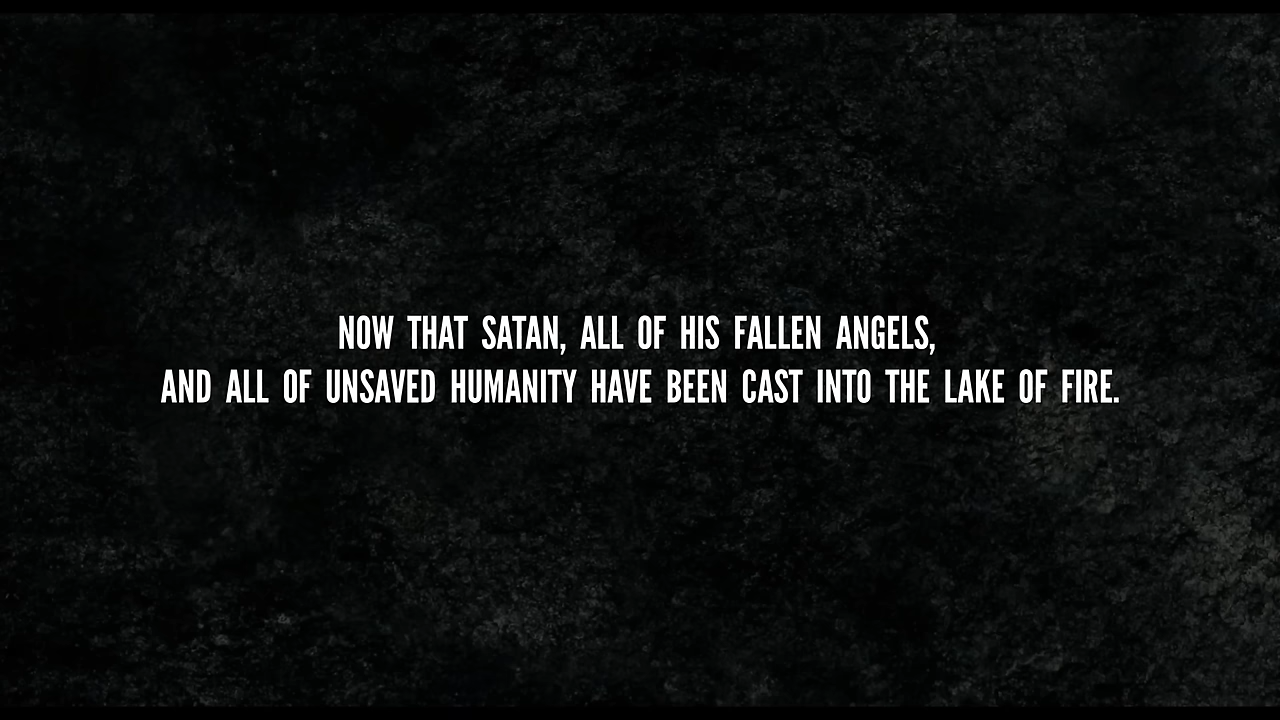 NOW THAT SATAN, ALL OF HIS FALLEN ANGELS,
AND ALL OF UNSAVED HUMANITY HAVE BEEN CAST INTO THE LAKE OF FIRE.